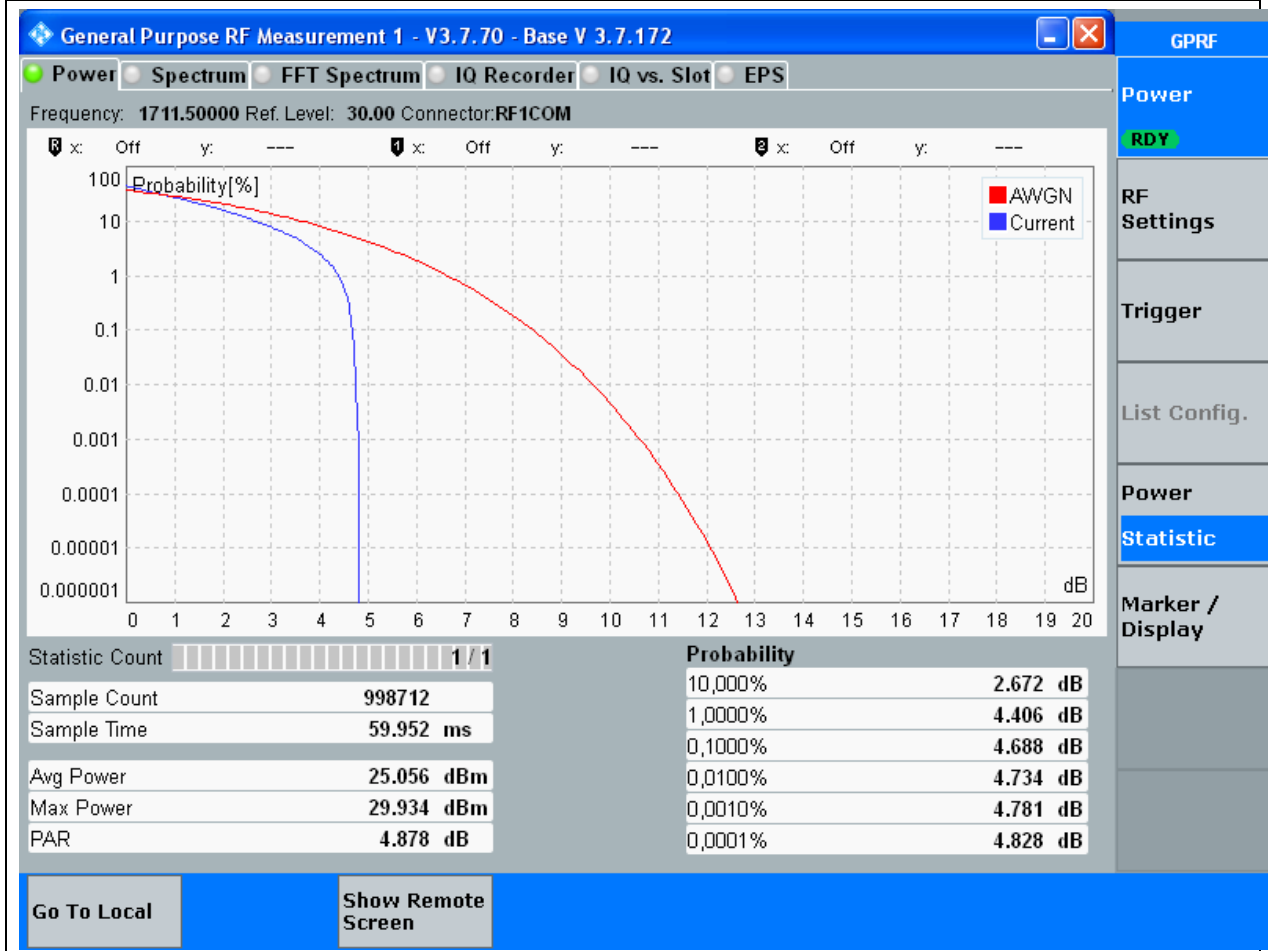 General Purpose RF Measurement 1 - V3.7.70 - Base V 3.7.172
Power Spectrum FFT Spectrum IQ Recorder IQ vs. Slot EPS
Frequency: 1711.50000 Ref. Level: 30.00 Connector:RF1COM
R x: Off y: --- 1 x: Off y: --- 2 x: Off y: ---
Probability[%]
100
10
1
0.1
0.01
0.001
0.0001
0.00001
0.000001
AWGN
Current
dB
0 1 2 3 4 5 6 7 8 9 10 11 12 13 14 15 16 17 18 19 20
Statistic Count 1 / 1
Sample Count 998712
Sample Time 59.952 ms
Avg Power 25.056 dBm
Max Power 29.934 dBm
PAR 4.878 dB
Probability
10,000% 2.672 dB
1,0000% 4.406 dB
0,1000% 4.688 dB
0,0100% 4.734 dB
0,0010% 4.781 dB
0,0001% 4.828 dB
GPRF
Power
RDY
RF
Settings
Trigger
List Config.
Power
Statistic
Marker /
Display
Go To Local
Show Remote
Screen